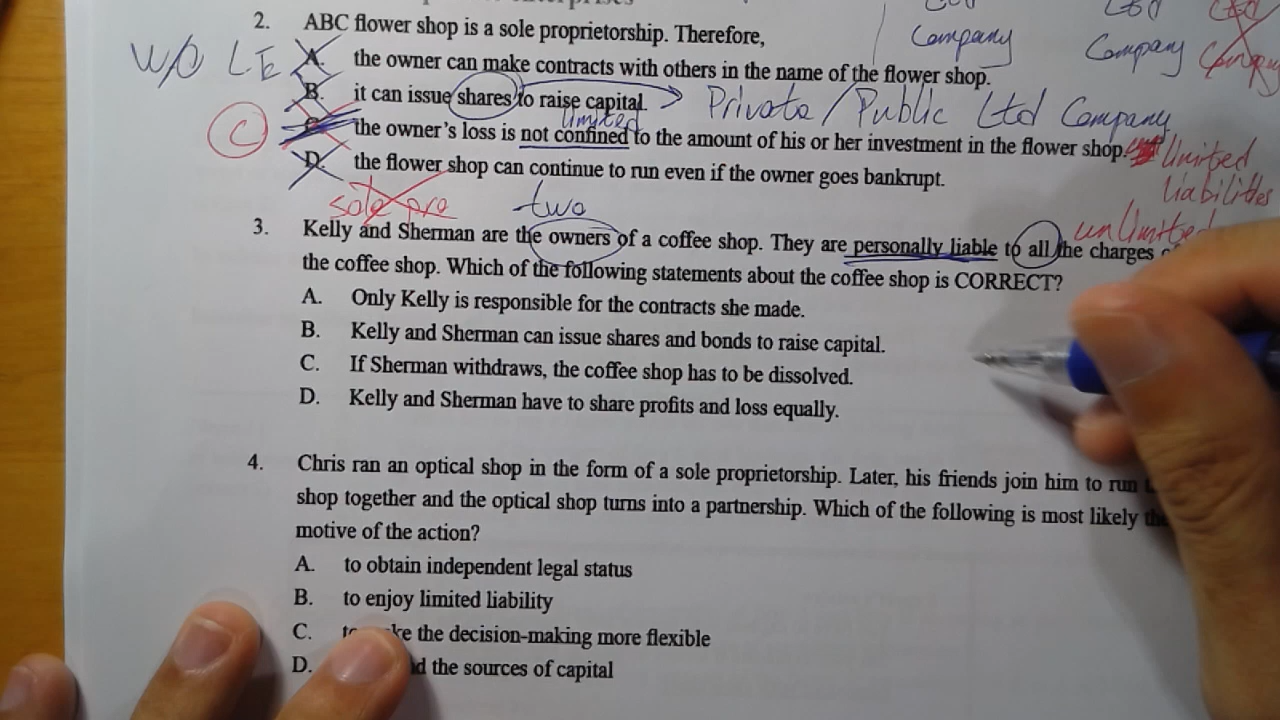 Ltd Ltd Ltd
Company Company Company
2. ABC flower shop is a sole proprietorship. Therefore,
W/O LE
A. the owner can make contracts with others in the name of the flower shop.
B. it can issue shares to raise capital. Private / Public Ltd Company
limited
C
C. the owner's loss is not confined to the amount of his or her investment in the flower shop. limited
liabilities
D. the flower shop can continue to run even if the owner goes bankrupt.
sole pro two unlimited
3. Kelly and Sherman are the owners of a coffee shop. They are personally liable to all the charges
the coffee shop. Which of the following statements about the coffee shop is CORRECT?
A. Only Kelly is responsible for the contracts she made.
B. Kelly and Sherman can issue shares and bonds to raise capital.
C. If Sherman withdraws, the coffee shop has to be dissolved.
D. Kelly and Sherman have to share profits and loss equally.
4. Chris ran an optical shop in the form of a sole proprietorship. Later, his friends join him to run
shop together and the optical shop turns into a partnership. Which of the following is most likely the
motive of the action?
A. to obtain independent legal status
B. to enjoy limited liability
C. the decision-making more flexible
D. the sources of capital